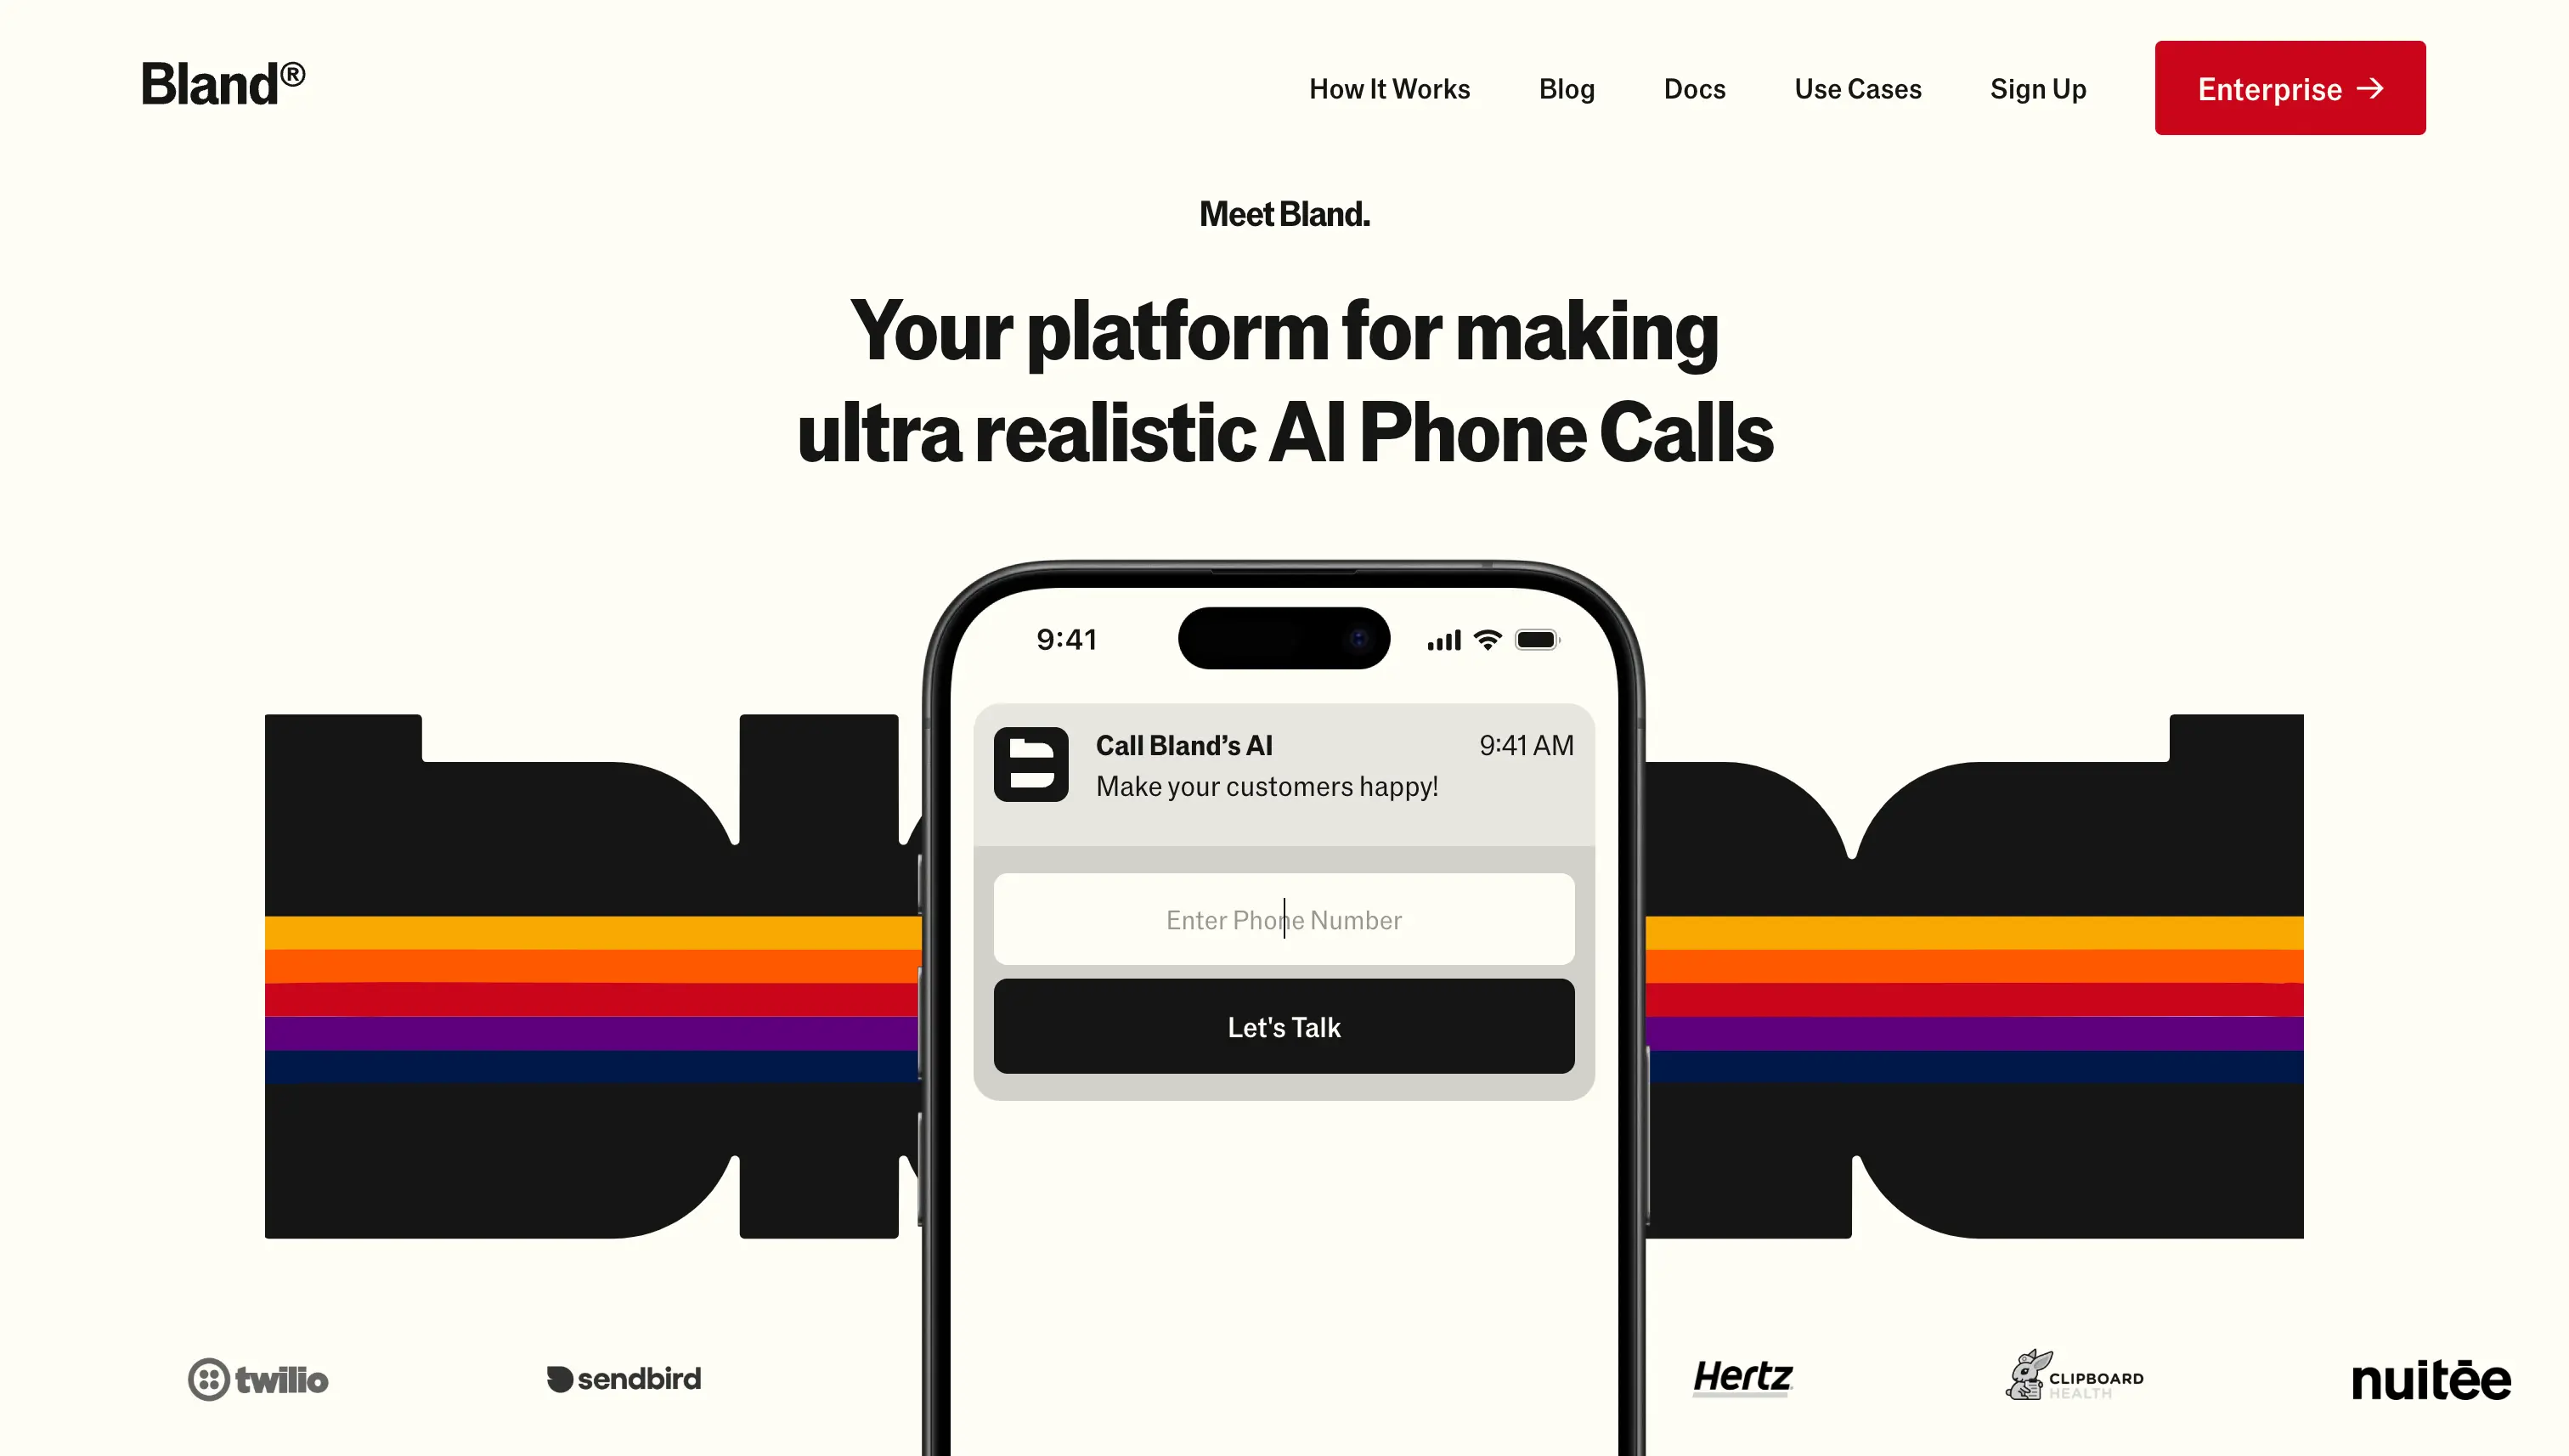 Bland®
How It Works
Blog
Docs
Use Cases
Sign Up
Enterprise →
Meet Bland.
Your platform for making
ultra realistic AI Phone Calls
9:41
Call Bland’s AI
9:41 AM
Make your customers happy!
Enter Phone Number
Let's Talk
twilio
sendbird
Hertz
CLIPBOARD
HEALTH
nuitēe